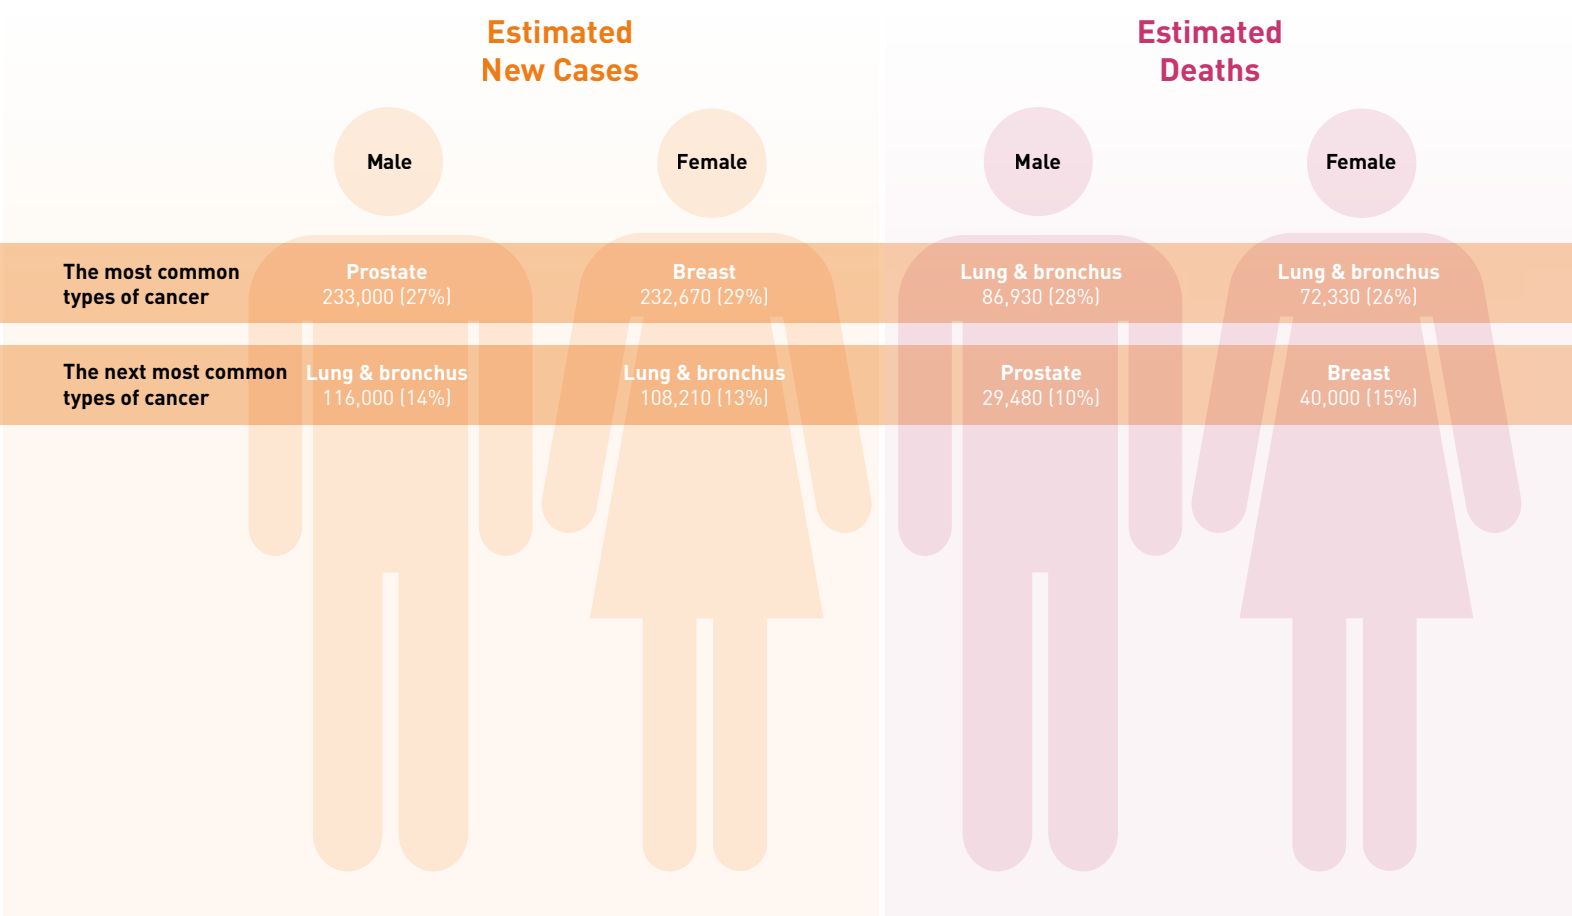 Estimated
New Cases
Estimated
Deaths
Male
Female
Male
Female
The most common
types of cancer
Prostate
233,000 (27%)
Breast
232,670 (29%)
Lung & bronchus
86,930 (28%)
Lung & bronchus
72,330 (26%)
The next most common
types of cancer
Lung & bronchus
116,000 (14%)
Lung & bronchus
108,210 (13%)
Prostate
29,480 (10%)
Breast
40,000 (15%)